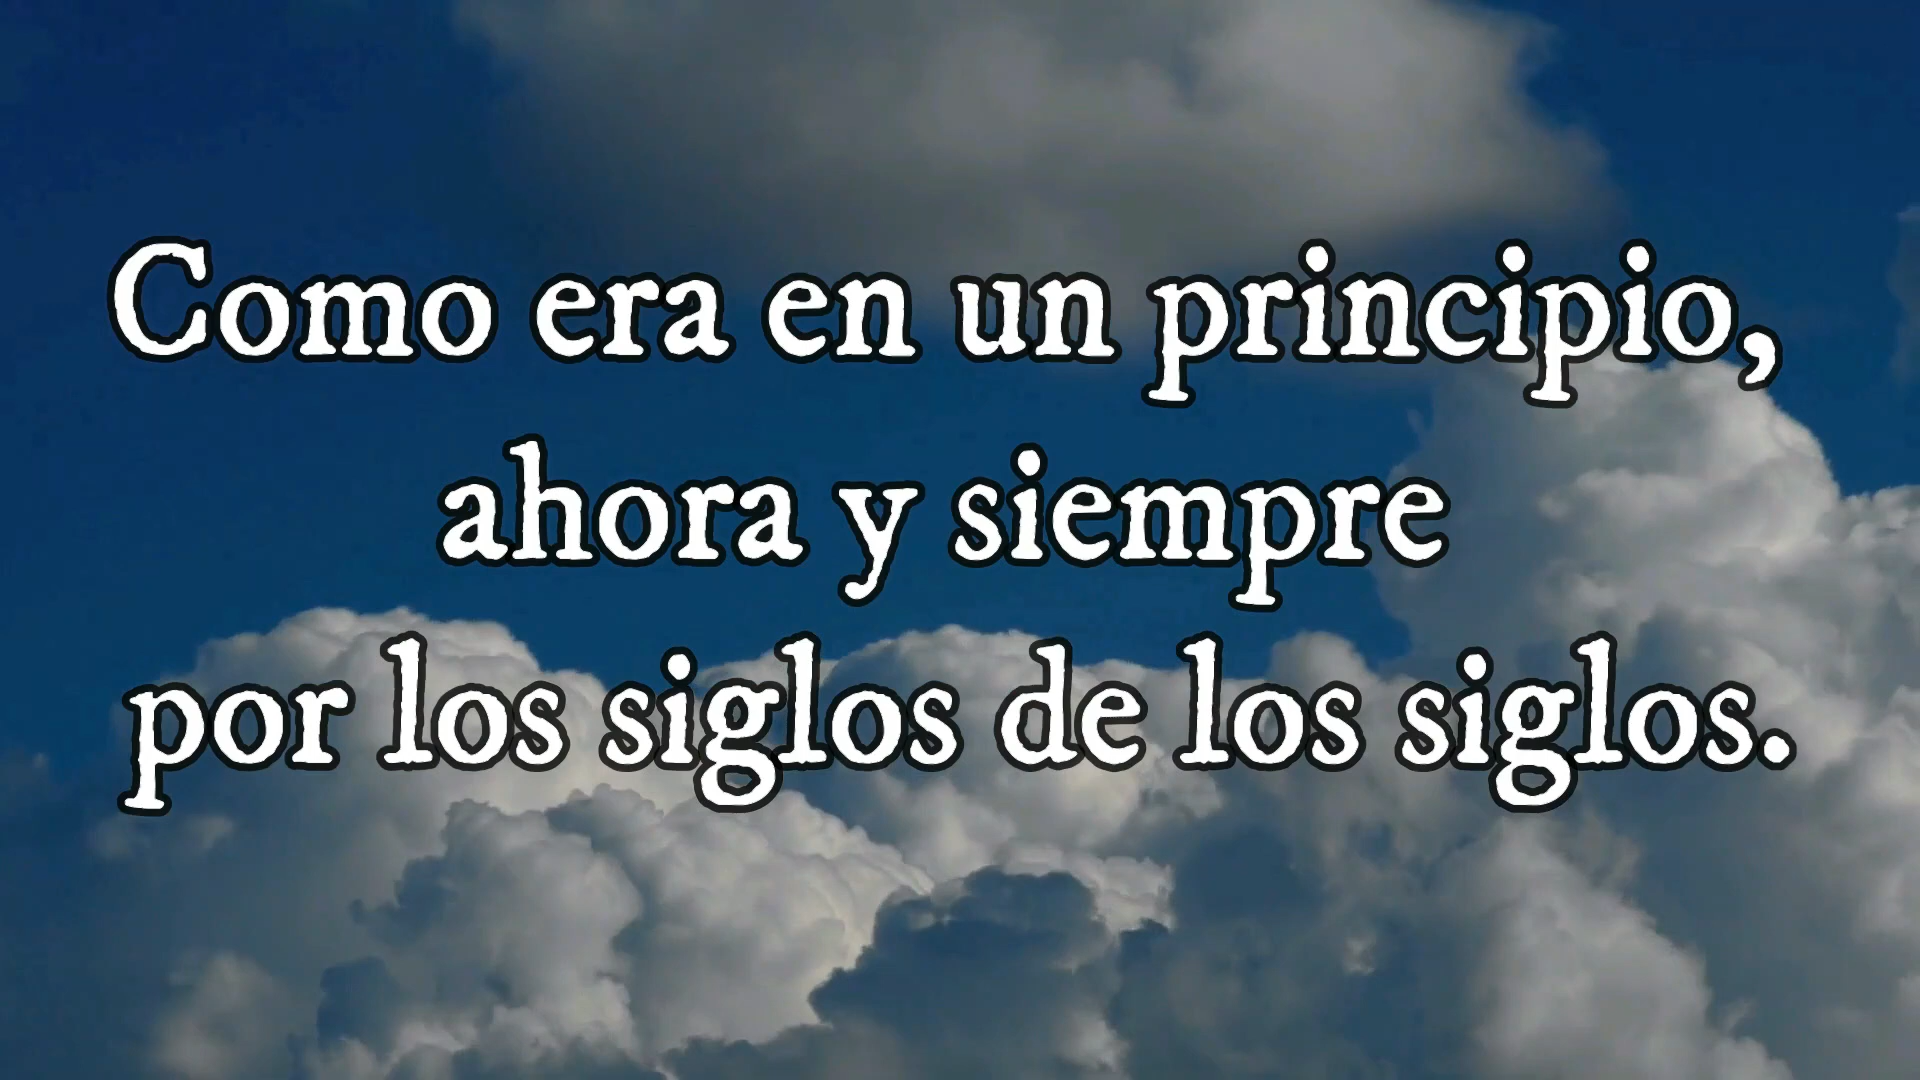 Como era en un principio,
ahora y siempre
por los siglos de los siglos.